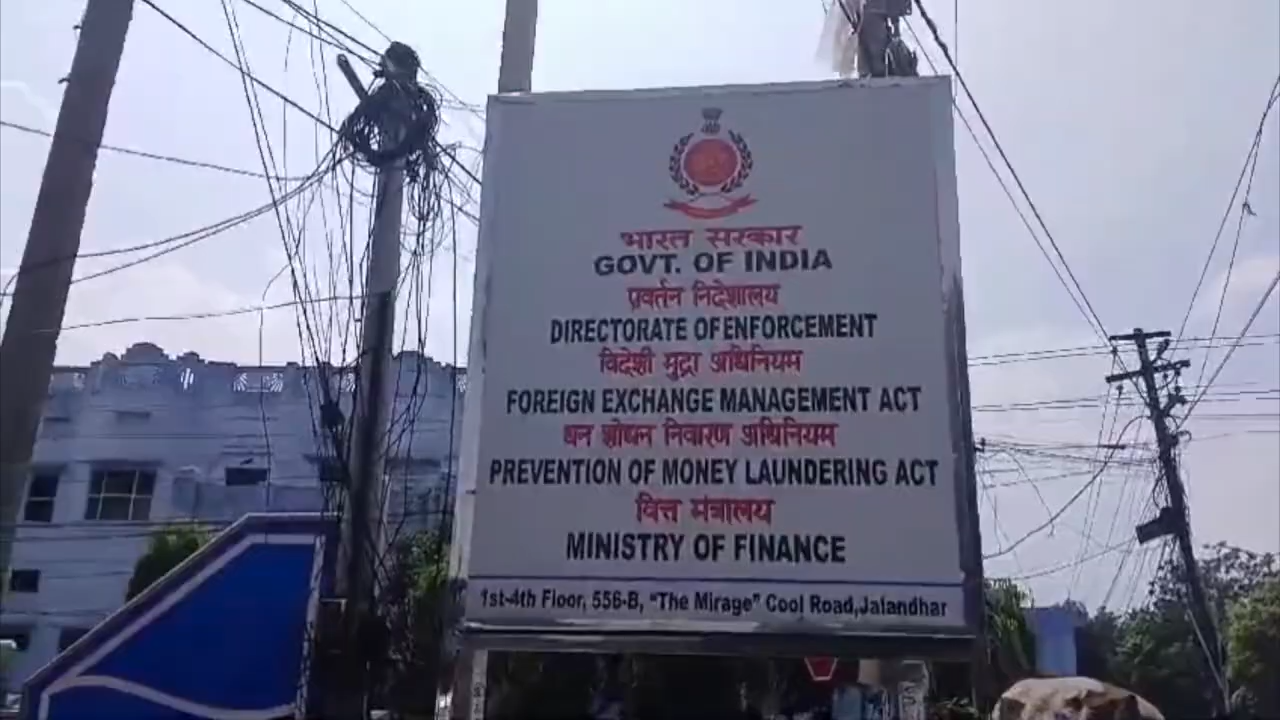 भारत सरकार
GOVT. OF INDIA
प्रवर्तन निदेशालय
DIRECTORATE OF ENFORCEMENT
विदेशी मुद्रा अधिनियम
FOREIGN EXCHANGE MANAGEMENT ACT
धन शोधन निवारण अधिनियम
PREVENTION OF MONEY LAUNDERING ACT
वित्त मंत्रालय
MINISTRY OF FINANCE
1st-4th Floor, 556-B, "The Mirage" Cool Road,Jalandhar